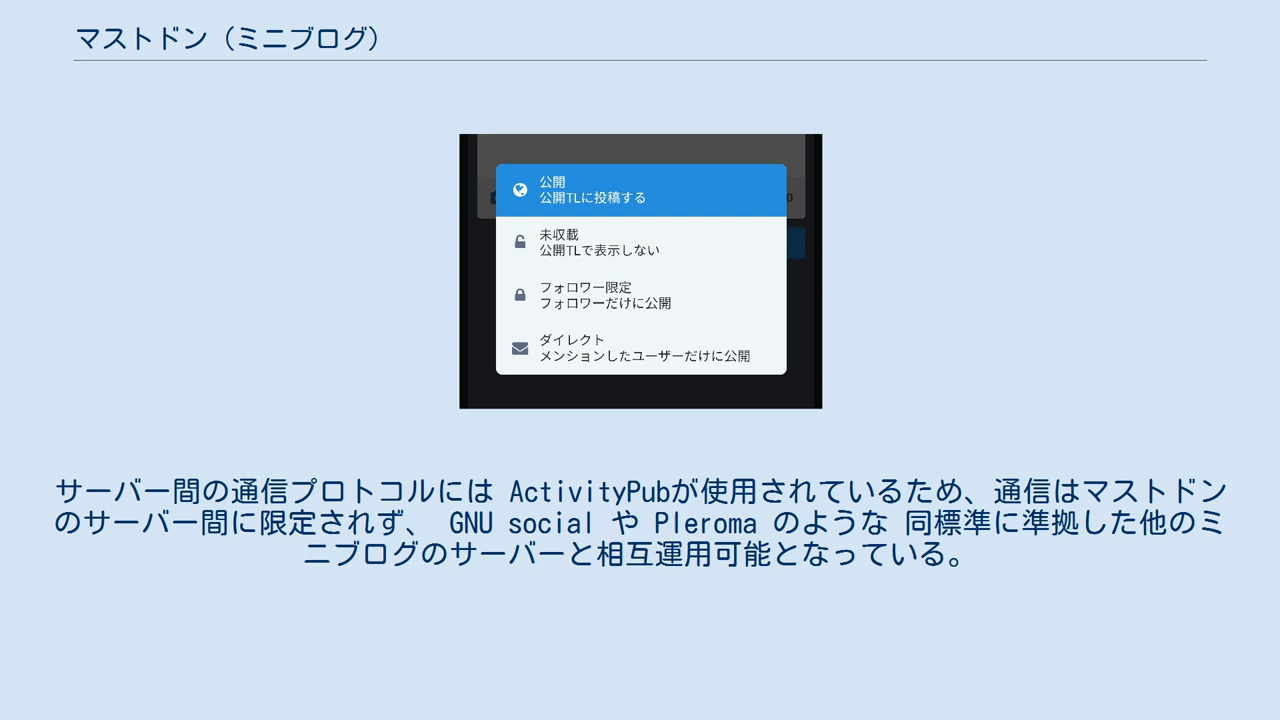 マストドン（ミニブログ）
公開
公開TLに投稿する
0
未収載
公開TLで表示しない
フォロワー限定
フォロワーだけに公開
ダイレクト
メンションしたユーザーだけに公開
サーバー間の通信プロトコルには ActivityPubが使用されているため、通信はマストドン
のサーバー間に限定されず、 GNU social や Pleroma のような 同標準に準拠した他のミ
ニブログのサーバーと相互運用可能となっている。